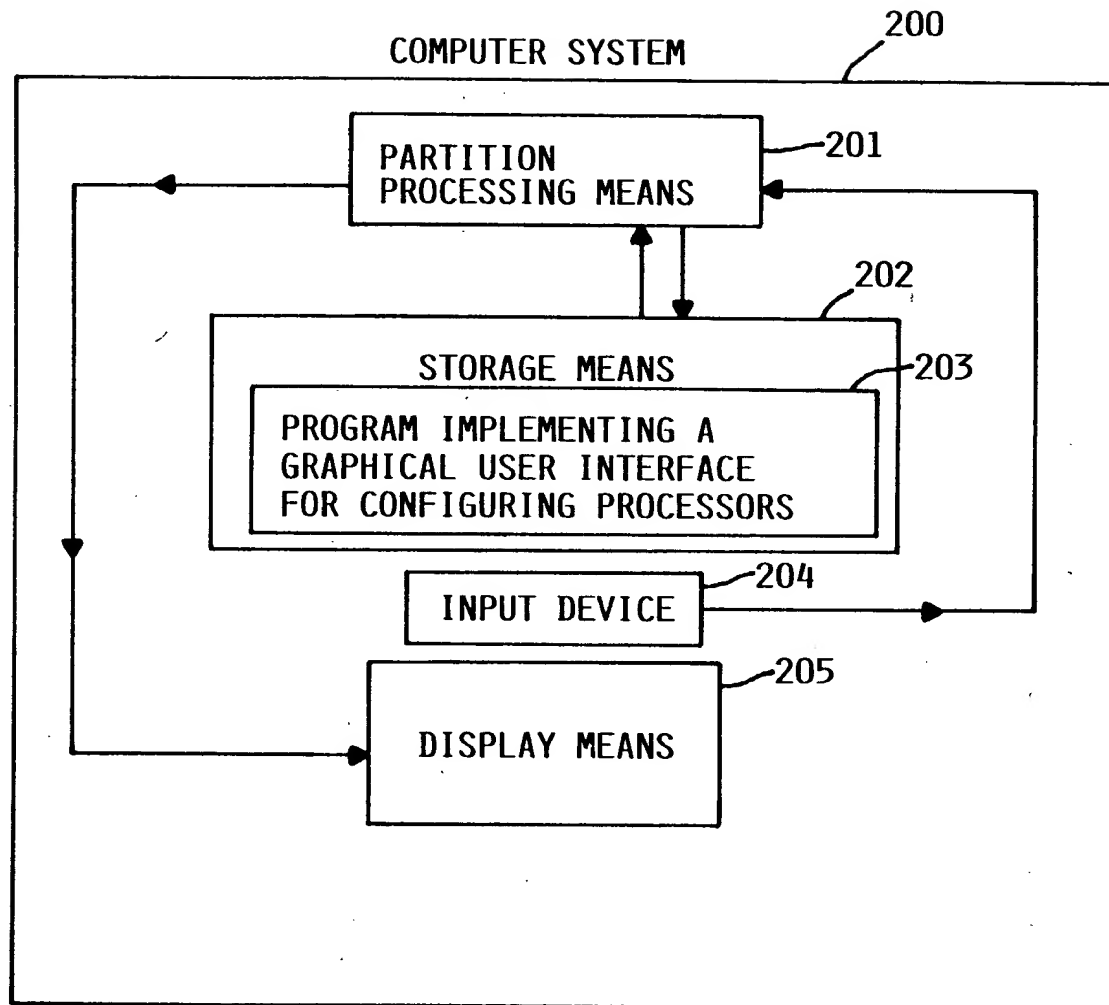 200
COMPUTER SYSTEM
201
PARTITION
PROCESSING MEANS
202
STORAGE MEANS
203
PROGRAM IMPLEMENTING A
GRAPHICAL USER INTERFACE
FOR CONFIGURING PROCESSORS
204
INPUT DEVICE
205
DISPLAY MEANS